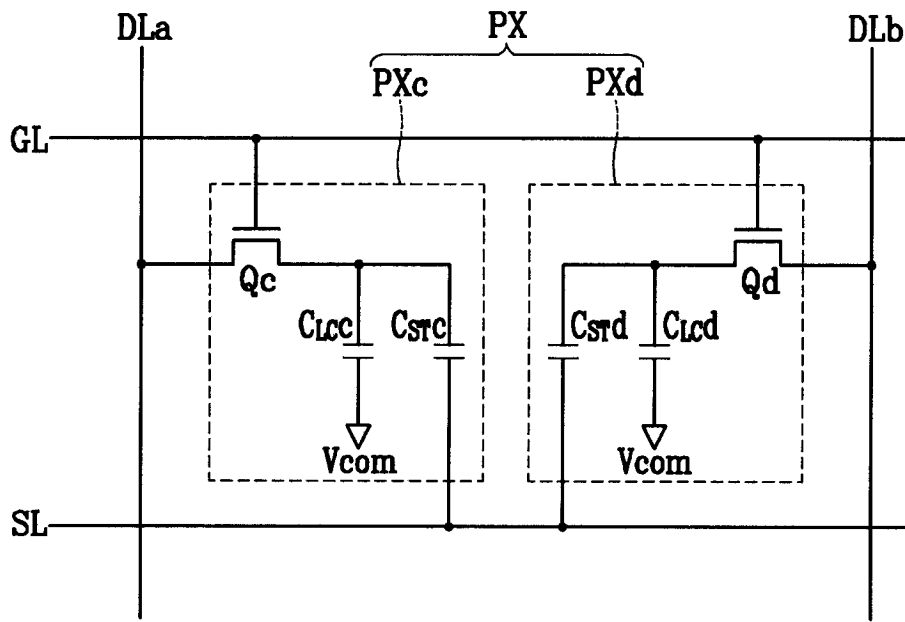 DLa PX DLb
PXc PXd
GL
Qc Qd
CLCc CSTc CSTd CLCd
Vcom Vcom
SL